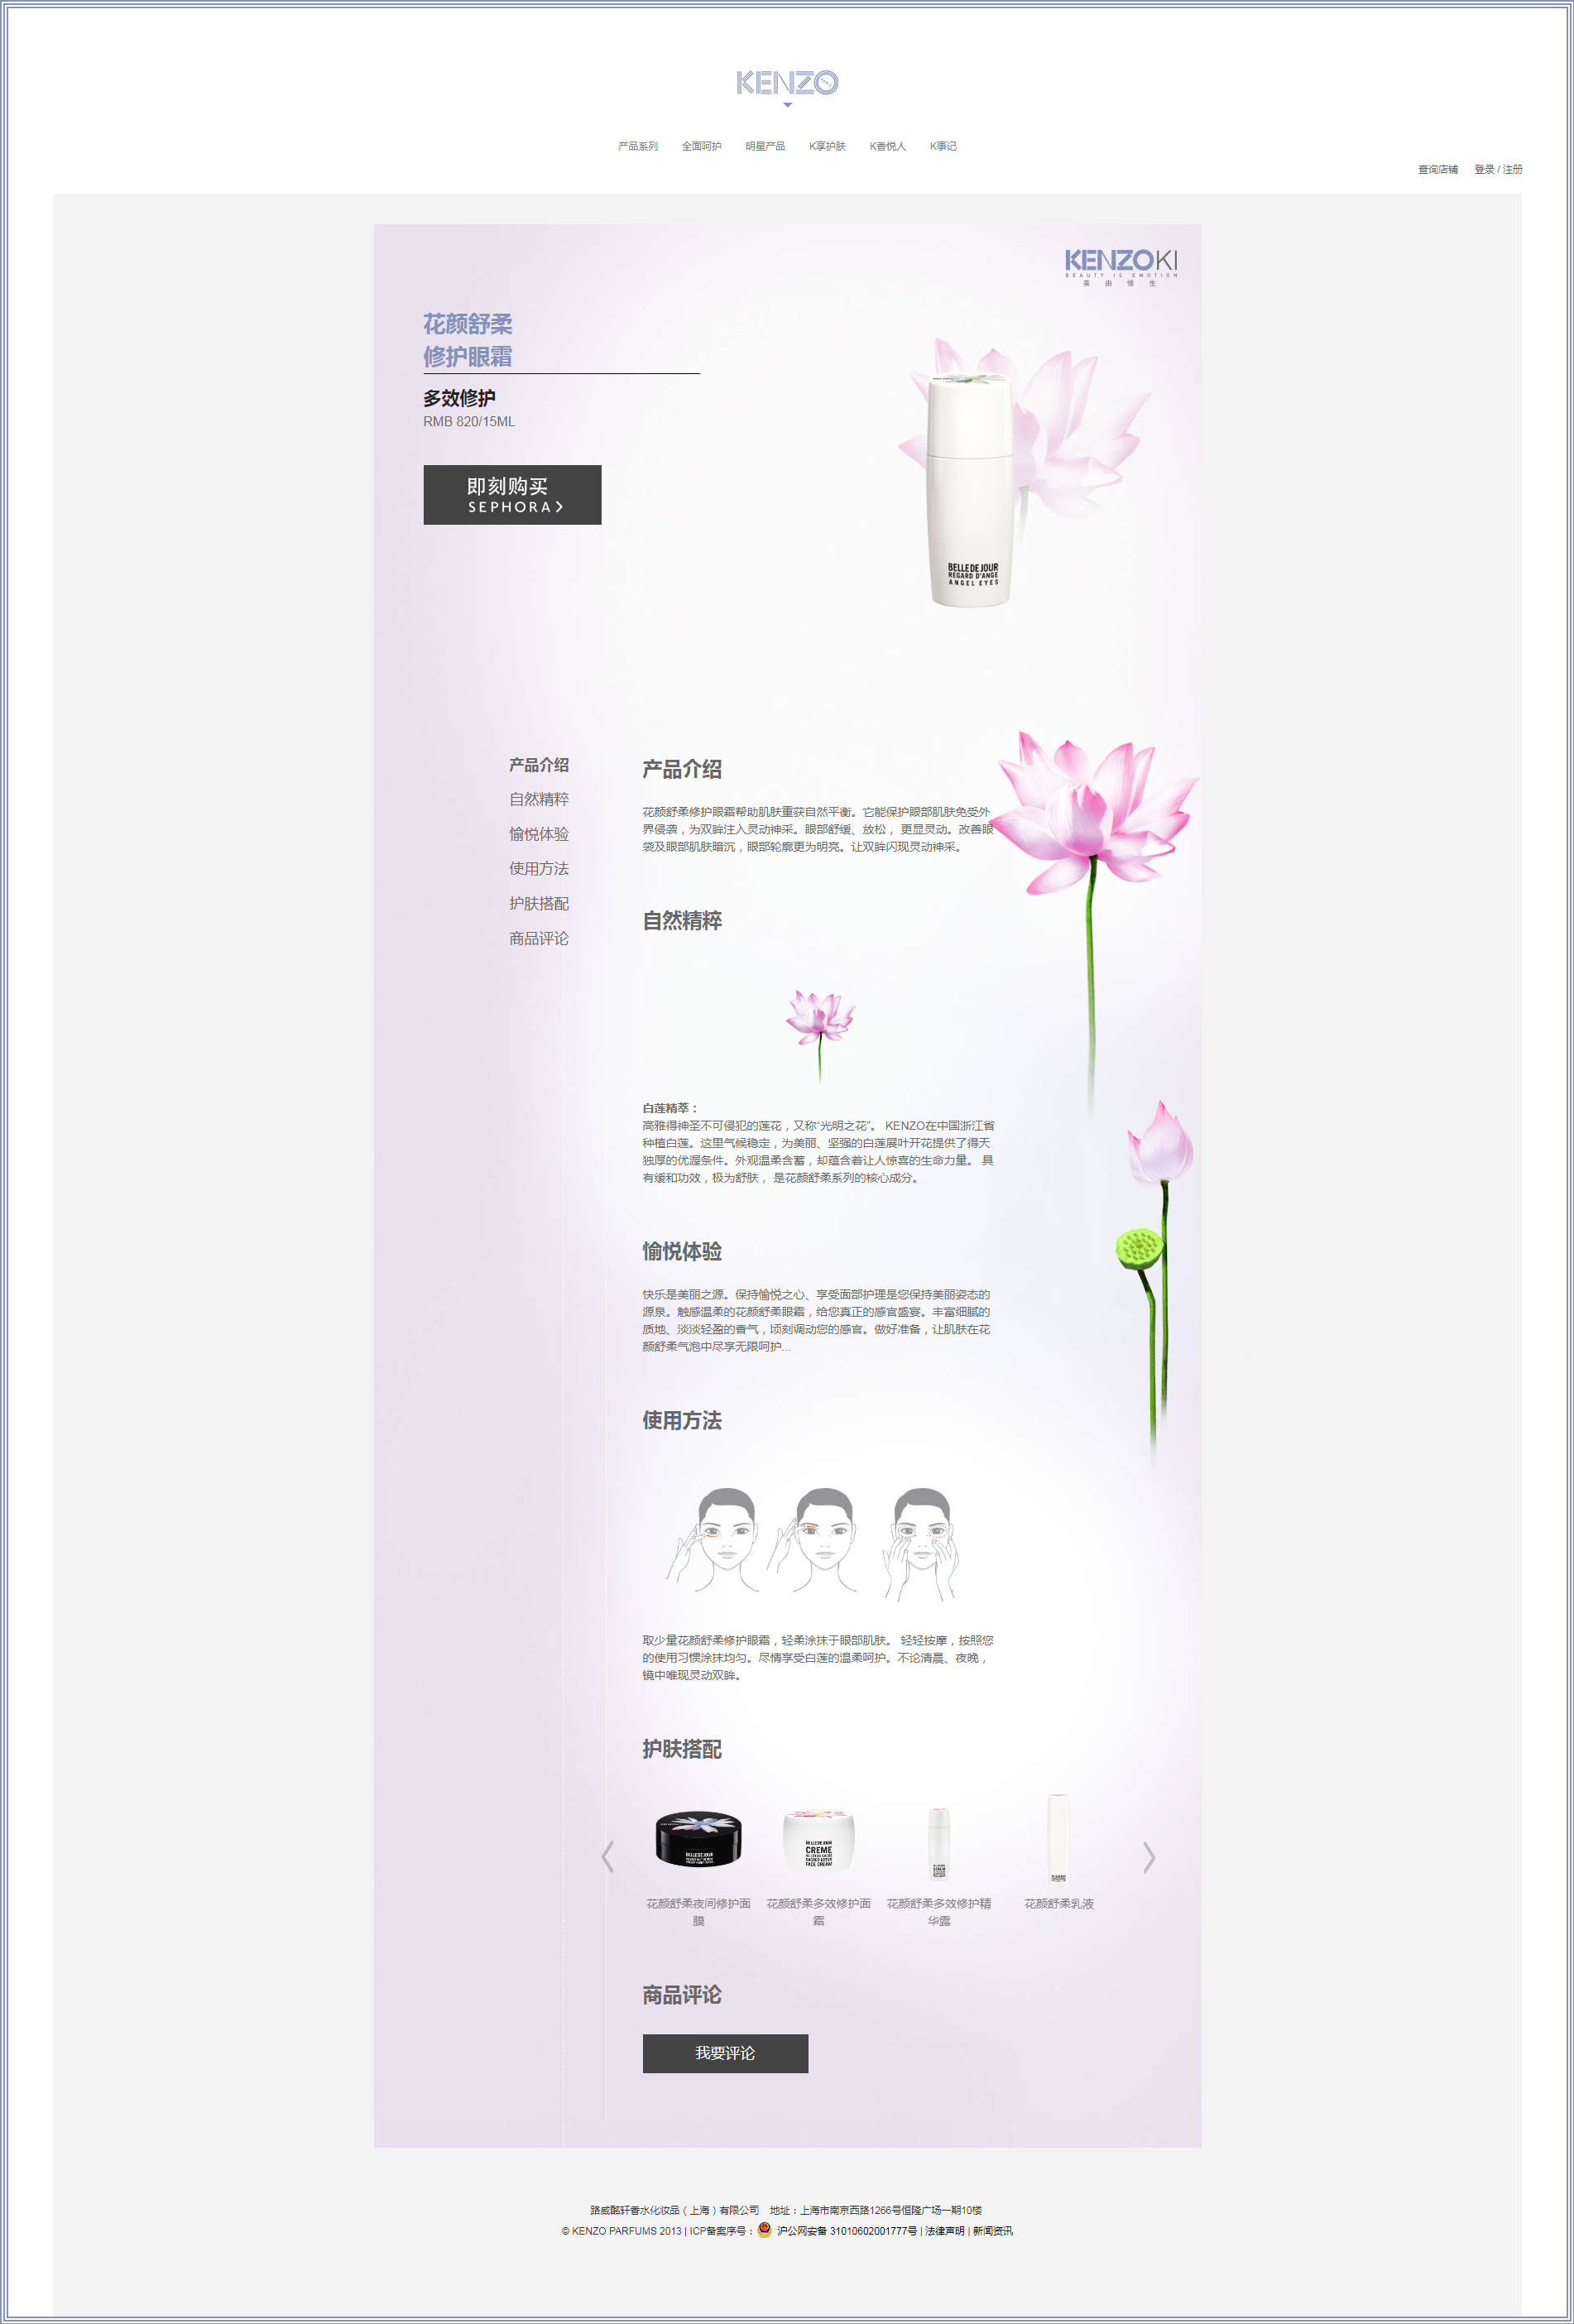 KENZO
产品系列 全面呵护 明星产品 K享护肤 K香悦人 K事记
查询店铺 登录 / 注册
KENZOKI
BEAUTY IS EMOTION
美由情生
花颜舒柔
修护眼霜
多效修护
RMB 820/15ML
即刻购买
SEPHORA
BELLE DE JOUR
REGARD D'ANGE
ANGEL EYES
产品介绍
自然精粹
愉悦体验
使用方法
护肤搭配
商品评论
产品介绍
花颜舒柔修护眼霜帮助肌肤重获自然平衡。它能保护眼部肌肤免受外
界侵袭，为双眸注入灵动神采。眼部舒缓、放松， 更显灵动。改善眼
袋及眼部肌肤暗沉，眼部轮廓更为明亮。让双眸闪现灵动神采。
自然精粹
白莲精萃：
高雅得神圣不可侵犯的莲花，又称“光明之花”。 KENZO在中国浙江省
种植白莲。这里气候稳定，为美丽、坚强的白莲展叶开花提供了得天
独厚的优渥条件。外观温柔含蓄，却蕴含着让人惊喜的生命力量。 具
有缓和功效，极为舒肤， 是花颜舒柔系列的核心成分。
愉悦体验
快乐是美丽之源。保持愉悦之心、享受面部护理是您保持美丽姿态的
源泉。触感温柔的花颜舒柔眼霜，给您真正的感官盛宴。丰富细腻的
质地、淡淡轻盈的香气，顷刻调动您的感官。做好准备，让肌肤在花
颜舒柔气泡中尽享无限呵护...
使用方法
取少量花颜舒柔修护眼霜，轻柔涂抹于眼部肌肤。 轻轻按摩，按照您
的使用习惯涂抹均匀。尽情享受白莲的温柔呵护。不论清晨、夜晚，
镜中唯现灵动双眸。
护肤搭配
BELLE DE JOUR
BELLE DE JOUR
CREME
FACE CREAM
花颜舒柔夜间修护面
膜
花颜舒柔多效修护面
霜
花颜舒柔多效修护精
华露
花颜舒柔乳液
商品评论
我要评论
路威酩轩香水化妆品（上海）有限公司 地址：上海市南京西路1266号恒隆广场一期10楼
© KENZO PARFUMS 2013 | ICP备案序号： 沪公网安备 31010602001777号 | 法律声明 | 新闻资讯